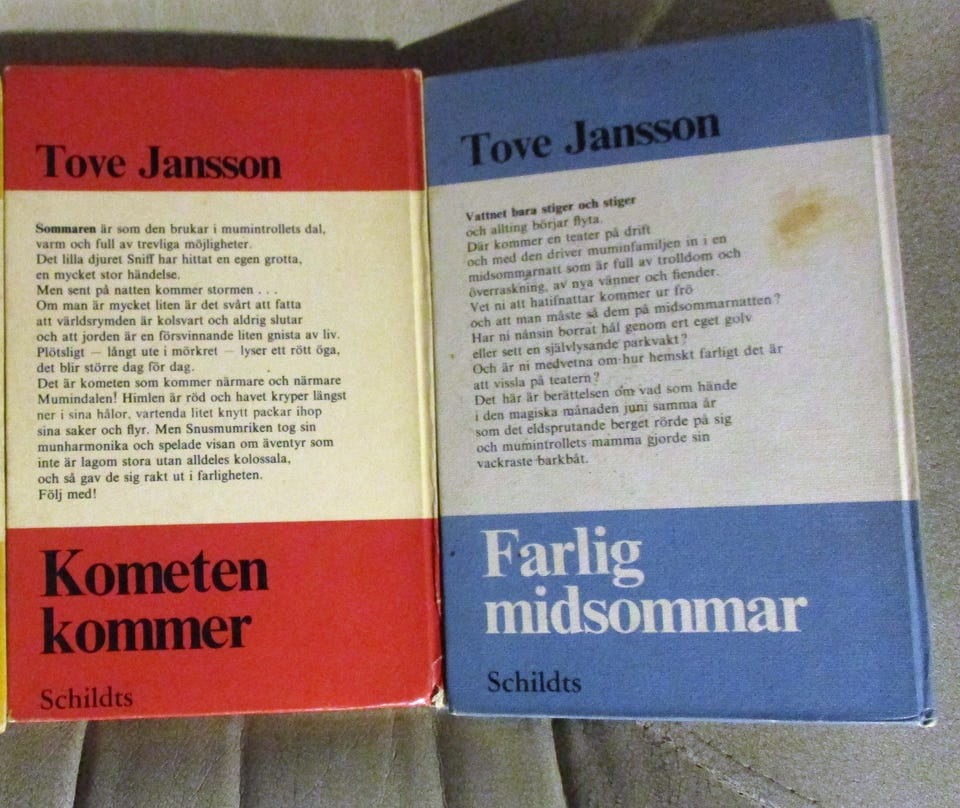 Tove Jansson
Sommaren är som den brukar i mumintrollets dal,
varm och full av trevliga möjligheter.
Det lilla djuret Sniff har hittat en egen grotta,
en mycket stor händelse.
Men sent på natten kommer stormen . . .
Om man är mycket liten är det svårt att fatta
att världsrymden är kolsvart och aldrig slutar
och att jorden är en försvinnande liten gnista av liv.
Plötsligt — långt ute i mörkret — lyser ett rött öga,
det blir större dag för dag.
Det är kometen som kommer närmare och närmare
Mumindalen! Himlen är röd och havet kryper längst
ner i sina hålor, vartenda litet knytt packar ihop
sina saker och flyr. Men Snusmumriken tog sin
munharmonika och spelade visan om äventyr som
inte är lagom stora utan alldeles kolossala,
och så gav de sig rakt ut i farligheten.
Följ med!
Kometen
kommer
Schildts
Tove Jansson
Vattnet bara stiger och stiger
och allting börjar flyta.
Där kommer en teater på drift
och med den driver muminfamiljen in i en
midsommarnatt som är full av trolldom och
överraskning, av nya vänner och fiender.
Vet ni att hatifnattar kommer ur frö
och att man måste så dem på midsommarnatten?
Har ni nånsin borrat hål genom ert eget golv
eller sett en självlysande parkvakt?
Och är ni medvetna om hur hemskt farligt det är
att vissla på teatern?
Det här är berättelsen om vad som hände
i den magiska månaden juni samma år
som det eldsprutande berget rörde på sig
och mumintrollets mamma gjorde sin
vackraste barkbåt.
Farlig
midsommar
Schildts